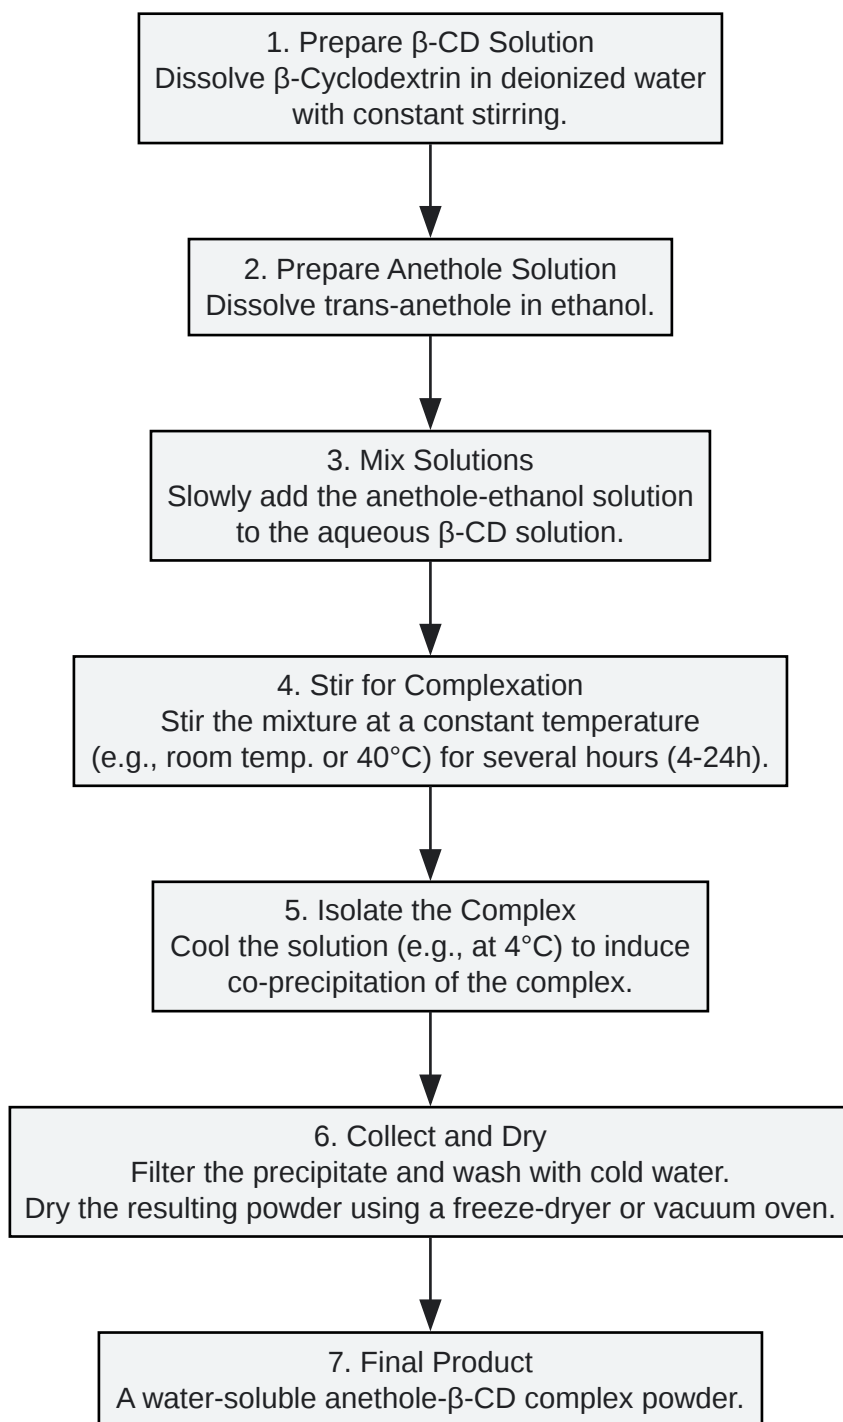 1. Prepare β-CD Solution
Dissolve β-Cyclodextrin in deionized water
with constant stirring.
2. Prepare Anethole Solution
Dissolve trans-anethole in ethanol.
3. Mix Solutions
Slowly add the anethole-ethanol solution
to the aqueous β-CD solution.
4. Stir for Complexation
Stir the mixture at a constant temperature
(e.g., room temp. or 40°C) for several hours (4-24h).
5. Isolate the Complex
Cool the solution (e.g., at 4°C) to induce
co-precipitation of the complex.
6. Collect and Dry
Filter the precipitate and wash with cold water.
Dry the resulting powder using a freeze-dryer or vacuum oven.
7. Final Product
A water-soluble anethole-β-CD complex powder.